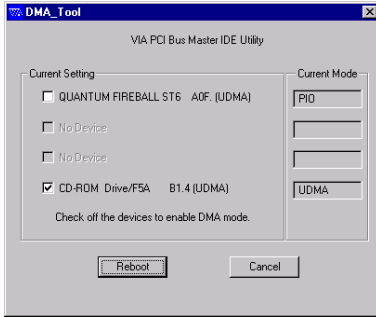 DMA_Tool
VIA PCI Bus Master IDE Utility
Current Setting
Current Mode
QUANTUM FIREBALL ST6 A0F. (UDMA)
PIO
No Device
No Device
CD-ROM Drive/F5A B1.4 (UDMA)
UDMA
Check off the devices to enable DMA mode.
Reboot
Cancel